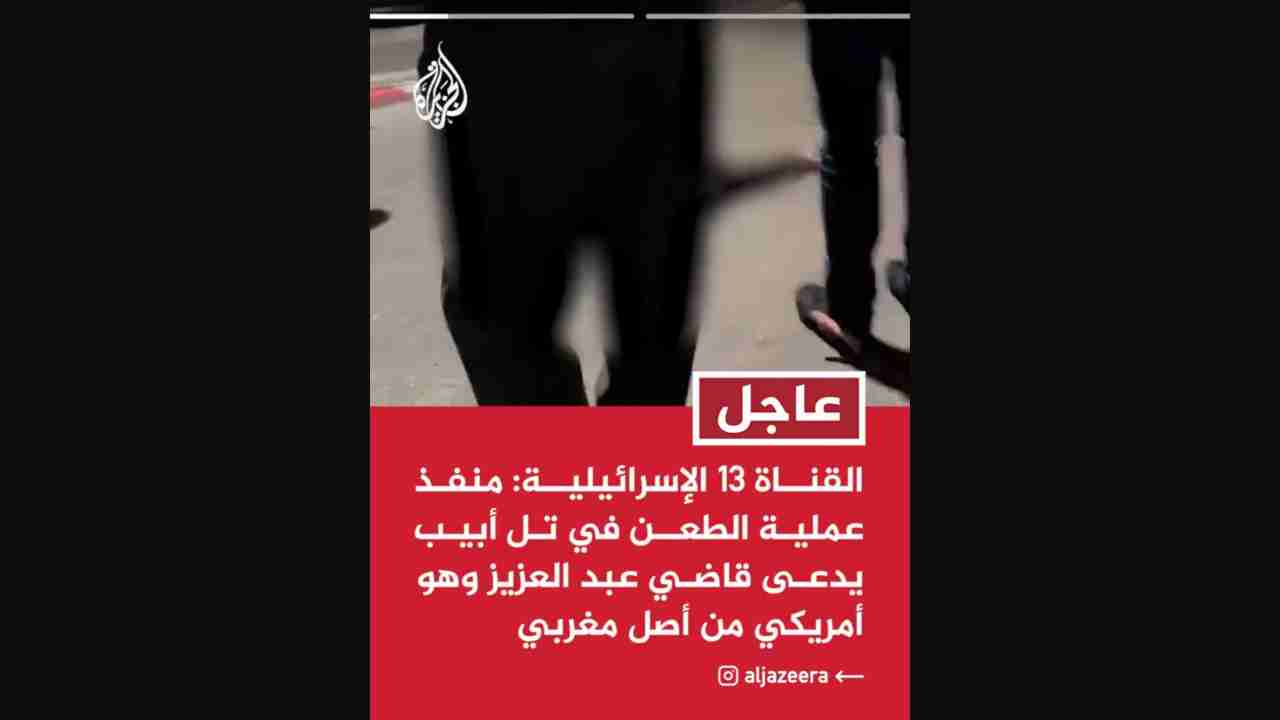 الجزيرة
عاجل
القناة 13 الإسرائيلية: منفذ
عملية الطعن في تل أبيب
يدعى قاضي عبد العزيز وهو
أمريكي من أصل مغربي
aljazeera